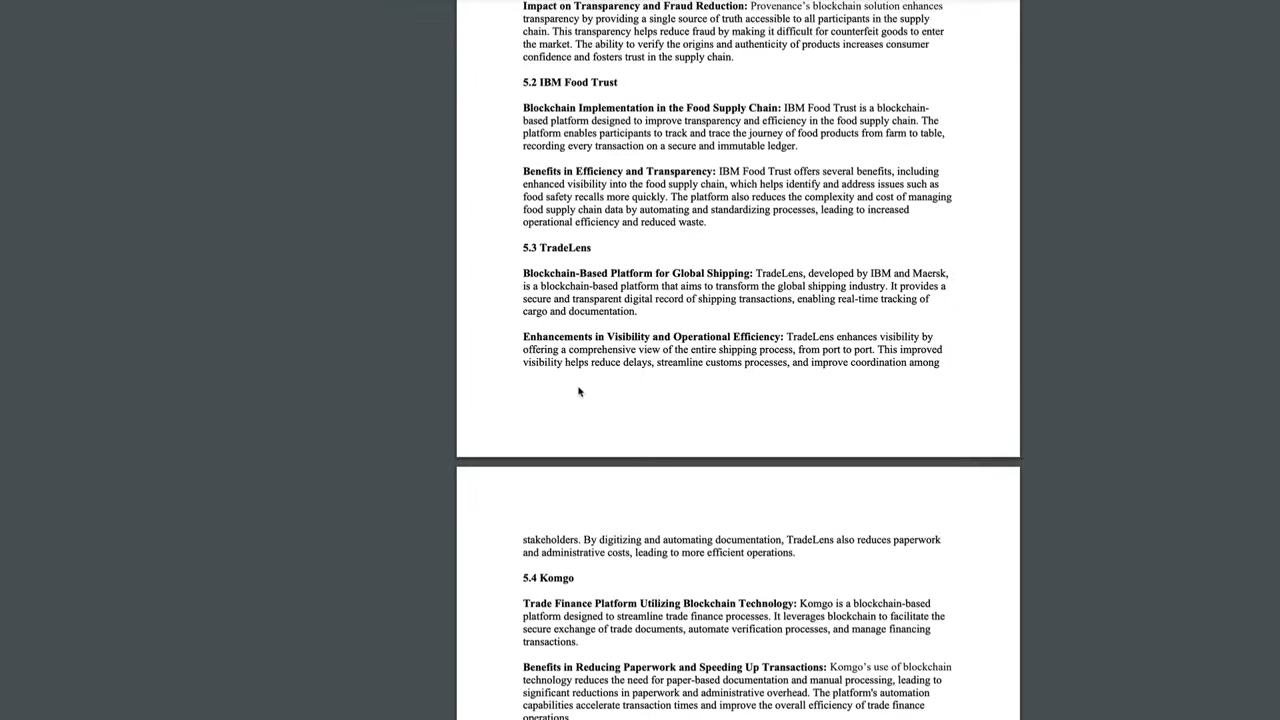 Impact on Transparency and Fraud Reduction: Provenance's blockchain solution enhances
transparency by providing a single source of truth accessible to all participants in the supply
chain. This transparency helps reduce fraud by making it difficult for counterfeit goods to enter
the market. The ability to verify the origins and authenticity of products increases consumer
confidence and fosters trust in the supply chain.
5.2 IBM Food Trust
Blockchain Implementation in the Food Supply Chain: IBM Food Trust is a blockchain-
based platform designed to improve transparency and efficiency in the food supply chain. The
platform enables participants to track and trace the journey of food products from farm to table,
recording every transaction on a secure and immutable ledger.
Benefits in Efficiency and Transparency: IBM Food Trust offers several benefits, including
enhanced visibility into the food supply chain, which helps identify and address issues such as
food safety recalls more quickly. The platform also reduces the complexity and cost of managing
food supply chain data by automating and standardizing processes, leading to increased
operational efficiency and reduced waste.
5.3 TradeLens
Blockchain-Based Platform for Global Shipping: TradeLens, developed by IBM and Maersk,
is a blockchain-based platform that aims to transform the global shipping industry. It provides a
secure and transparent digital record of shipping transactions, enabling real-time tracking of
cargo and documentation.
Enhancements in Visibility and Operational Efficiency: TradeLens enhances visibility by
offering a comprehensive view of the entire shipping process, from port to port. This improved
visibility helps reduce delays, streamline customs processes, and improve coordination among
stakeholders. By digitizing and automating documentation, TradeLens also reduces paperwork
and administrative costs, leading to more efficient operations.
5.4 Komgo
Trade Finance Platform Utilizing Blockchain Technology: Komgo is a blockchain-based
platform designed to streamline trade finance processes. It leverages blockchain to facilitate the
secure exchange of trade documents, automate verification processes, and manage financing
transactions.
Benefits in Reducing Paperwork and Speeding Up Transactions: Komgo's use of blockchain
technology reduces the need for paper-based documentation and manual processing, leading to
significant reductions in paperwork and administrative overhead. The platform's automation
capabilities accelerate transaction times and improve the overall efficiency of trade finance
operations.